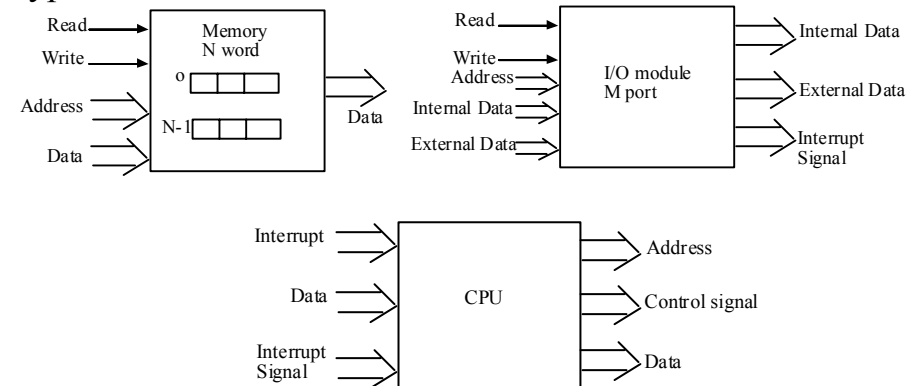 Read
Write
Address
Data
Memory
N word
o
N-1
Data
Read
Write
Address
Internal Data
External Data
I/O module
M port
Internal Data
External Data
Interrupt
Signal
Interrupt
Data
Interrupt
Signal
CPU
Address
Control signal
Data